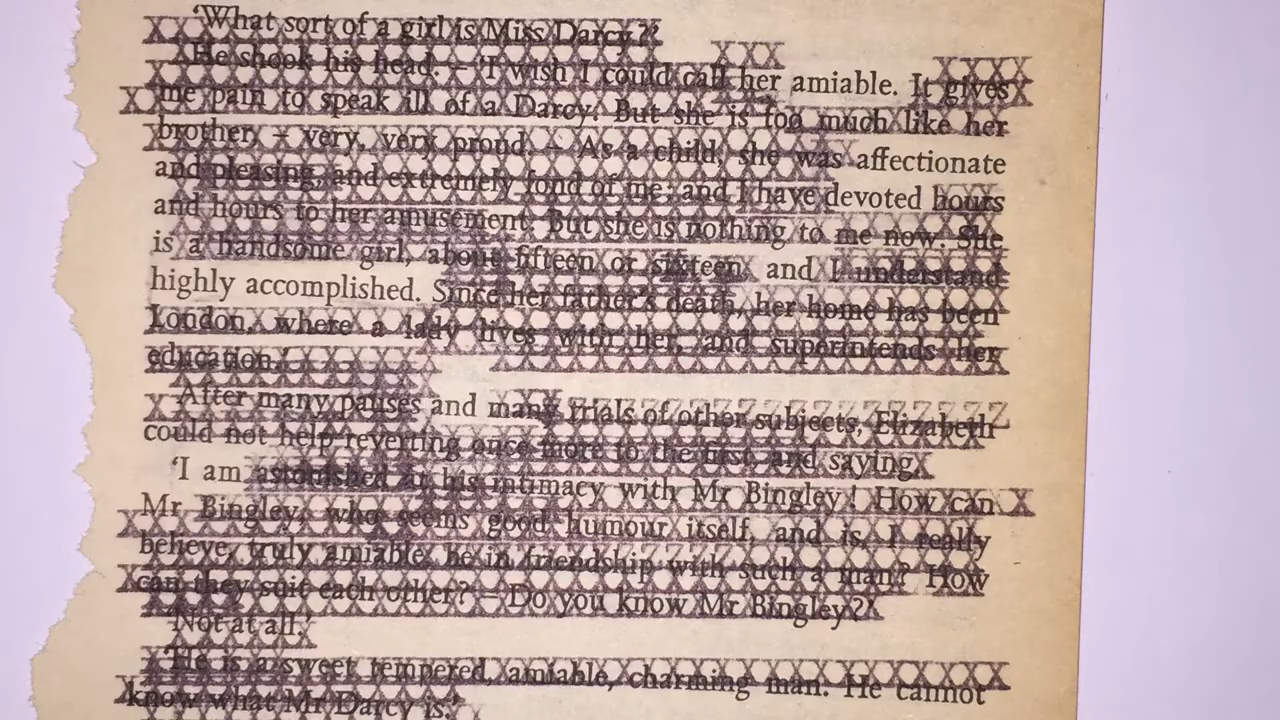 'What sort of a girl is Miss Darcy?'
He shook his head. – 'I wish I could call her amiable. It gives
me pain to speak ill of a Darcy. But she is too much like her
brother, – very, very proud. – As a child, she was affectionate
and pleasing, and extremely fond of me; and I have devoted hours
and hours to her amusement. But she is nothing to me now. She
is a handsome girl, about fifteen or sixteen, and I understand
highly accomplished. Since her father's death, her home has been
London, where a lady lives with her, and superintends her
education.'
After many pauses and many trials of other subjects, Elizabeth
could not help reverting once more to the first, and saying,
'I am astonished at his intimacy with Mr Bingley! How can
Mr Bingley, who seems good humour itself, and is, I really
believe, truly amiable, be in friendship with such a man? How
can they suit each other? – Do you know Mr Bingley?'
'Not at all.'
'He is a sweet tempered, amiable, charming man. He cannot
know what Mr Darcy is.'